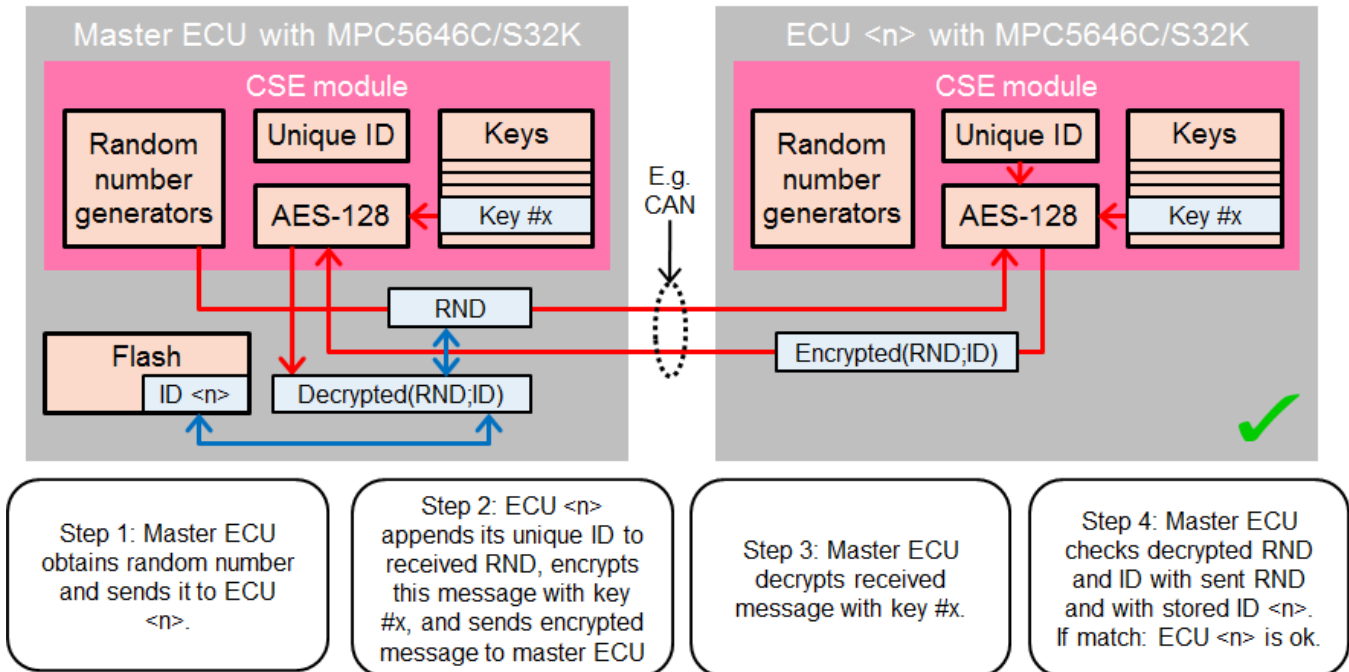 Master ECU with MPC5646C/S32K
CSE module
Random
number
generators
Unique ID
AES-128
Keys
Key #x
RND
Flash
ID <n>
Decrypted(RND;ID)
E.g.
CAN
ECU <n> with MPC5646C/S32K
CSE module
Random
number
generators
Unique ID
AES-128
Keys
Key #x
Encrypted(RND;ID)
Step 1: Master ECU
obtains random number
and sends it to ECU
<n>.
Step 2: ECU <n>
appends its unique ID to
received RND, encrypts
this message with key
#x, and sends encrypted
message to master ECU
Step 3: Master ECU
decrypts received
message with key #x.
Step 4: Master ECU
checks decrypted RND
and ID with sent RND
and with stored ID <n>.
If match: ECU <n> is ok.